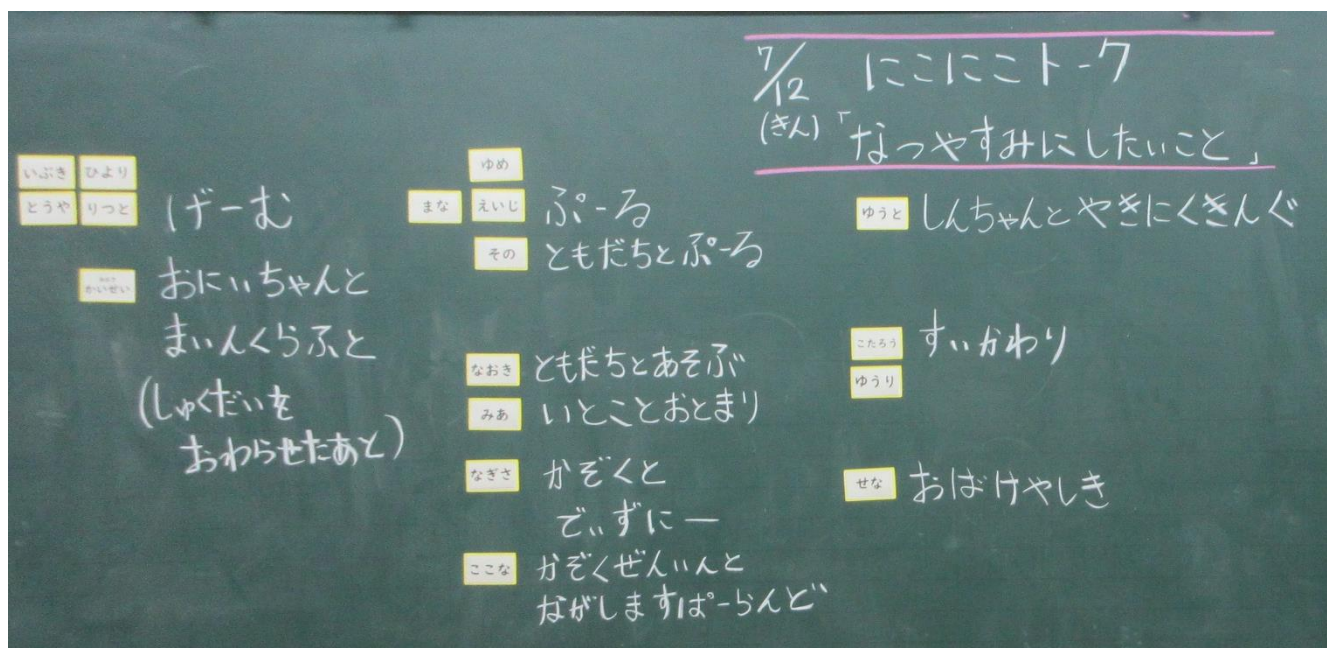 7/12 にこにこトーク
(きん)「なつやすみにしたいこと」
ゆうと しんちゃんとやきにくきんぐ
こたろう すいかわり
ゆうり
せな おばけやしき
ゆめ
まな えいじ ぷーる
その ともだちとぷーる
なおき ともだちとあそぶ
みあ いとことおとまり
なぎさ かぞくと
でぃずにー
ここな かぞくぜんいんと
ながしますぱーらんど
いぶき ひより
とうや りつと げーむ
かいせい おにいちゃんと
まいんくらふと
(しゅくだいを
おわらせたあと)